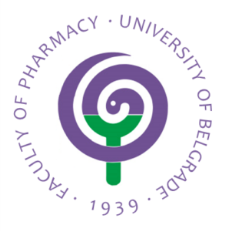 FACULTY OF PHARMACY · UNIVERSITY OF BELGRADE ·
1939 ·